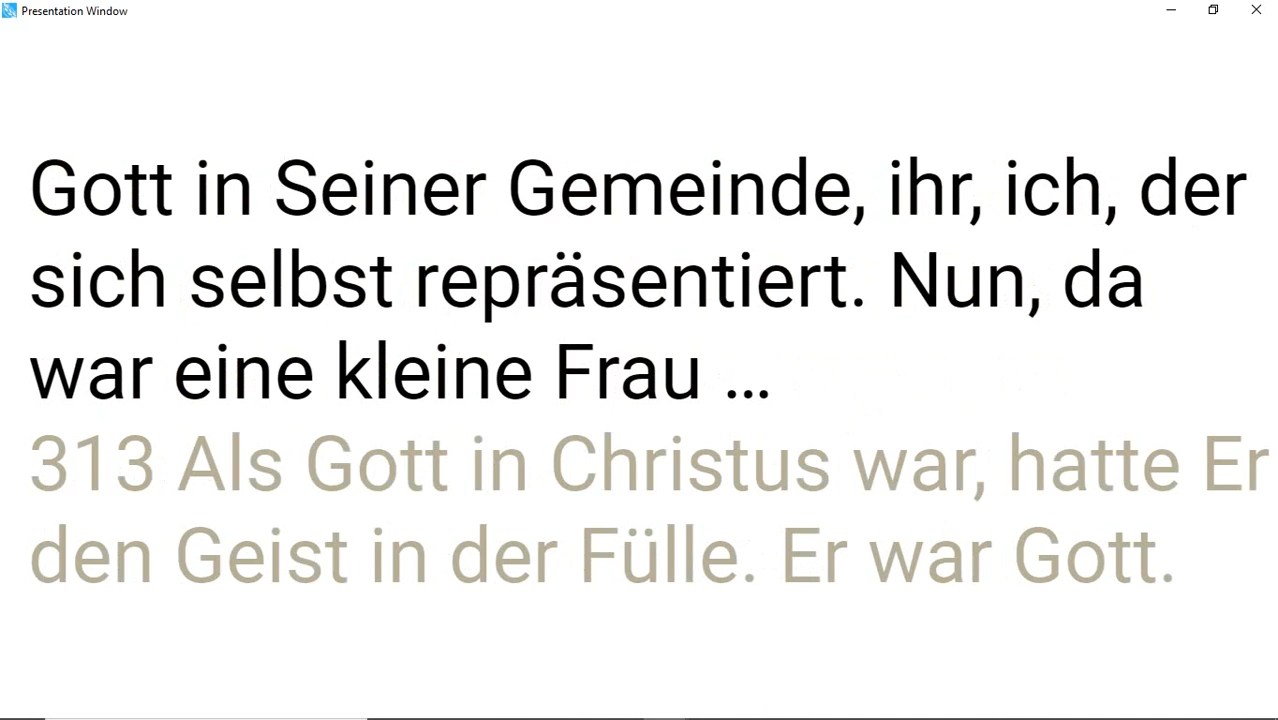 Presentation Window
Gott in Seiner Gemeinde, ihr, ich, der
sich selbst repräsentiert. Nun, da
war eine kleine Frau ...
313 Als Gott in Christus war, hatte Er
den Geist in der Fülle. Er war Gott.